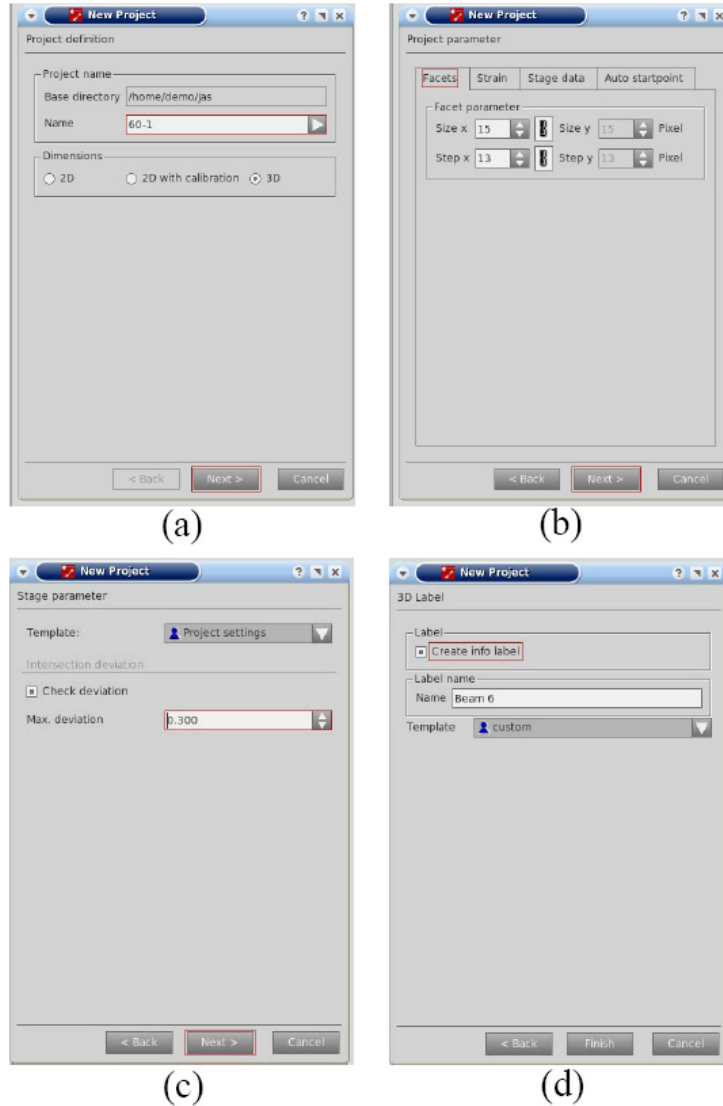 New Project
Project definition
Project name
Base directory /home/demo/jas
Name 60-1
Dimensions
2D 2D with calibration 3D
< Back Next > Cancel
(a)
New Project
Project parameter
Facets Strain Stage data Auto startpoint
Facet parameter
Size x 15 Size y 15 Pixel
Step x 13 Step y 13 Pixel
< Back Next > Cancel
(b)
New Project
Stage parameter
Template: Project settings
Intersection deviation
Check deviation
Max. deviation 0.300
< Back Next > Cancel
(c)
New Project
3D Label
Label
Create info label
Label name
Name Beam 6
Template custom
< Back Finish Cancel
(d)